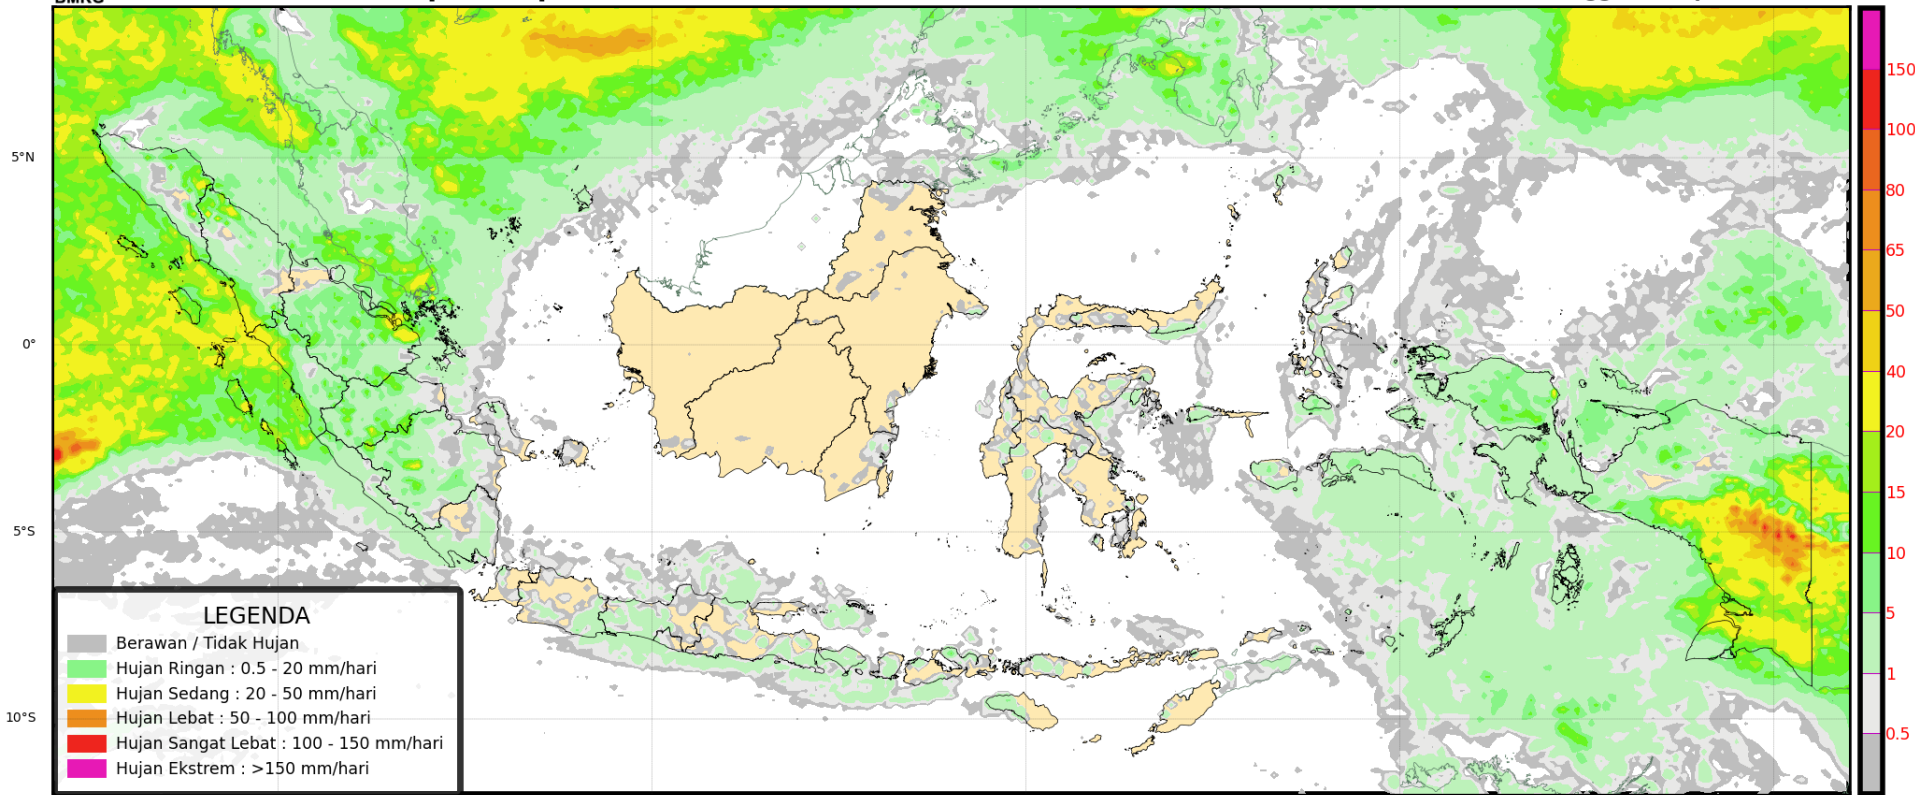 BMKG
5°N
0°
5°S
10°S
LEGENDA
Berawan / Tidak Hujan
Hujan Ringan : 0.5 - 20 mm/hari
Hujan Sedang : 20 - 50 mm/hari
Hujan Lebat : 50 - 100 mm/hari
Hujan Sangat Lebat : 100 - 150 mm/hari
Hujan Ekstrem : >150 mm/hari
150
100
80
65
50
40
20
15
10
5
1
0.5